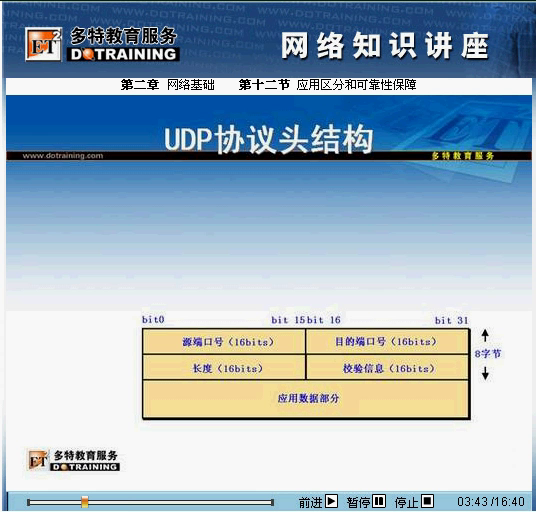 ET2 多特教育服务
DOTRAINING
网络知识讲座
第二章 网络基础 第十二节 应用区分和可靠性保障
UDP协议头结构
www.dotraining.com 多特教育服务
bit0 bit 15 bit 16 bit 31
源端口号（16bits） 目的端口号（16bits）
8字节
长度（16bits） 校验信息（16bits）
应用数据部分
ET 多特教育服务
DOTRAINING
前进 暂停 停止 03:43 /16:40